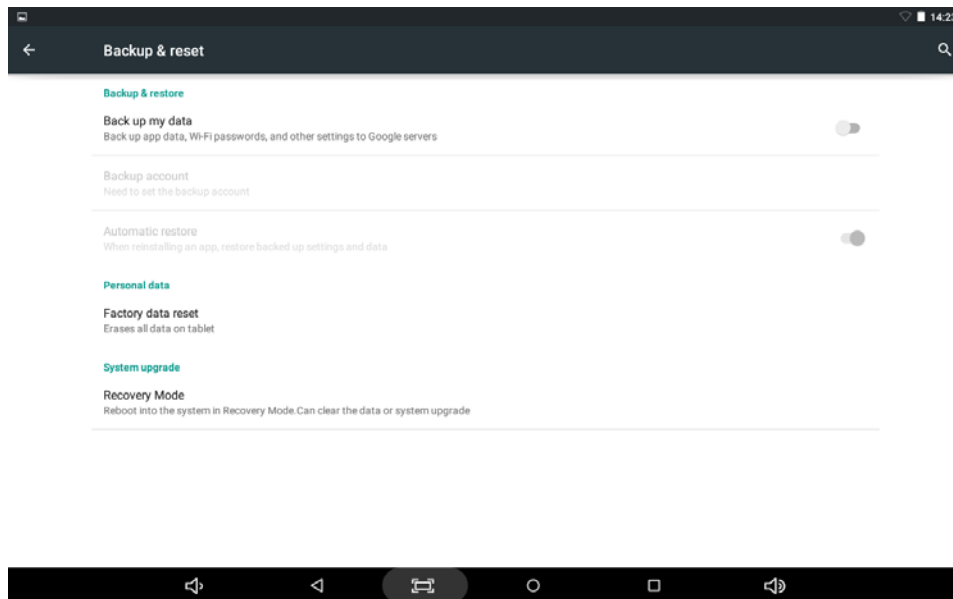 14:23
Backup & reset
Backup & restore
Back up my data
Back up app data, Wi-Fi passwords, and other settings to Google servers
Backup account
Need to set the backup account
Automatic restore
When reinstalling an app, restore backed up settings and data
Personal data
Factory data reset
Erases all data on tablet
System upgrade
Recovery Mode
Reboot into the system in Recovery Mode.Can clear the data or system upgrade